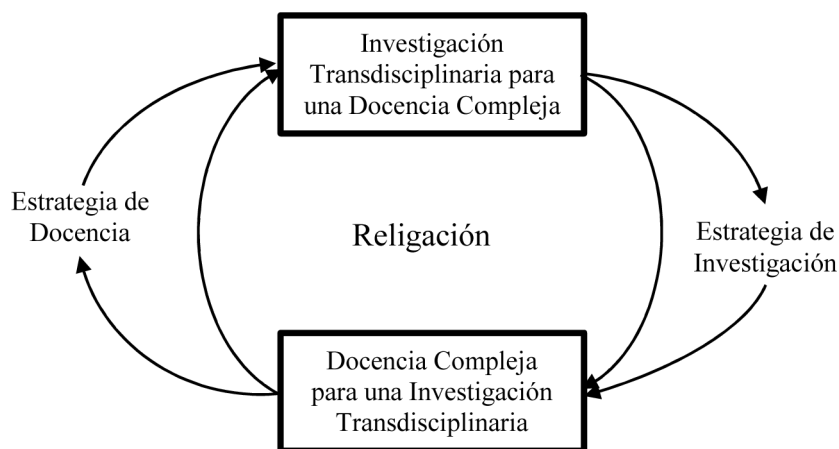 Investigación
Transdisciplinaria para
una Docencia Compleja
Estrategia de
Docencia
Religación
Estrategia de
Investigación
Docencia Compleja
para una Investigación
Transdisciplinaria